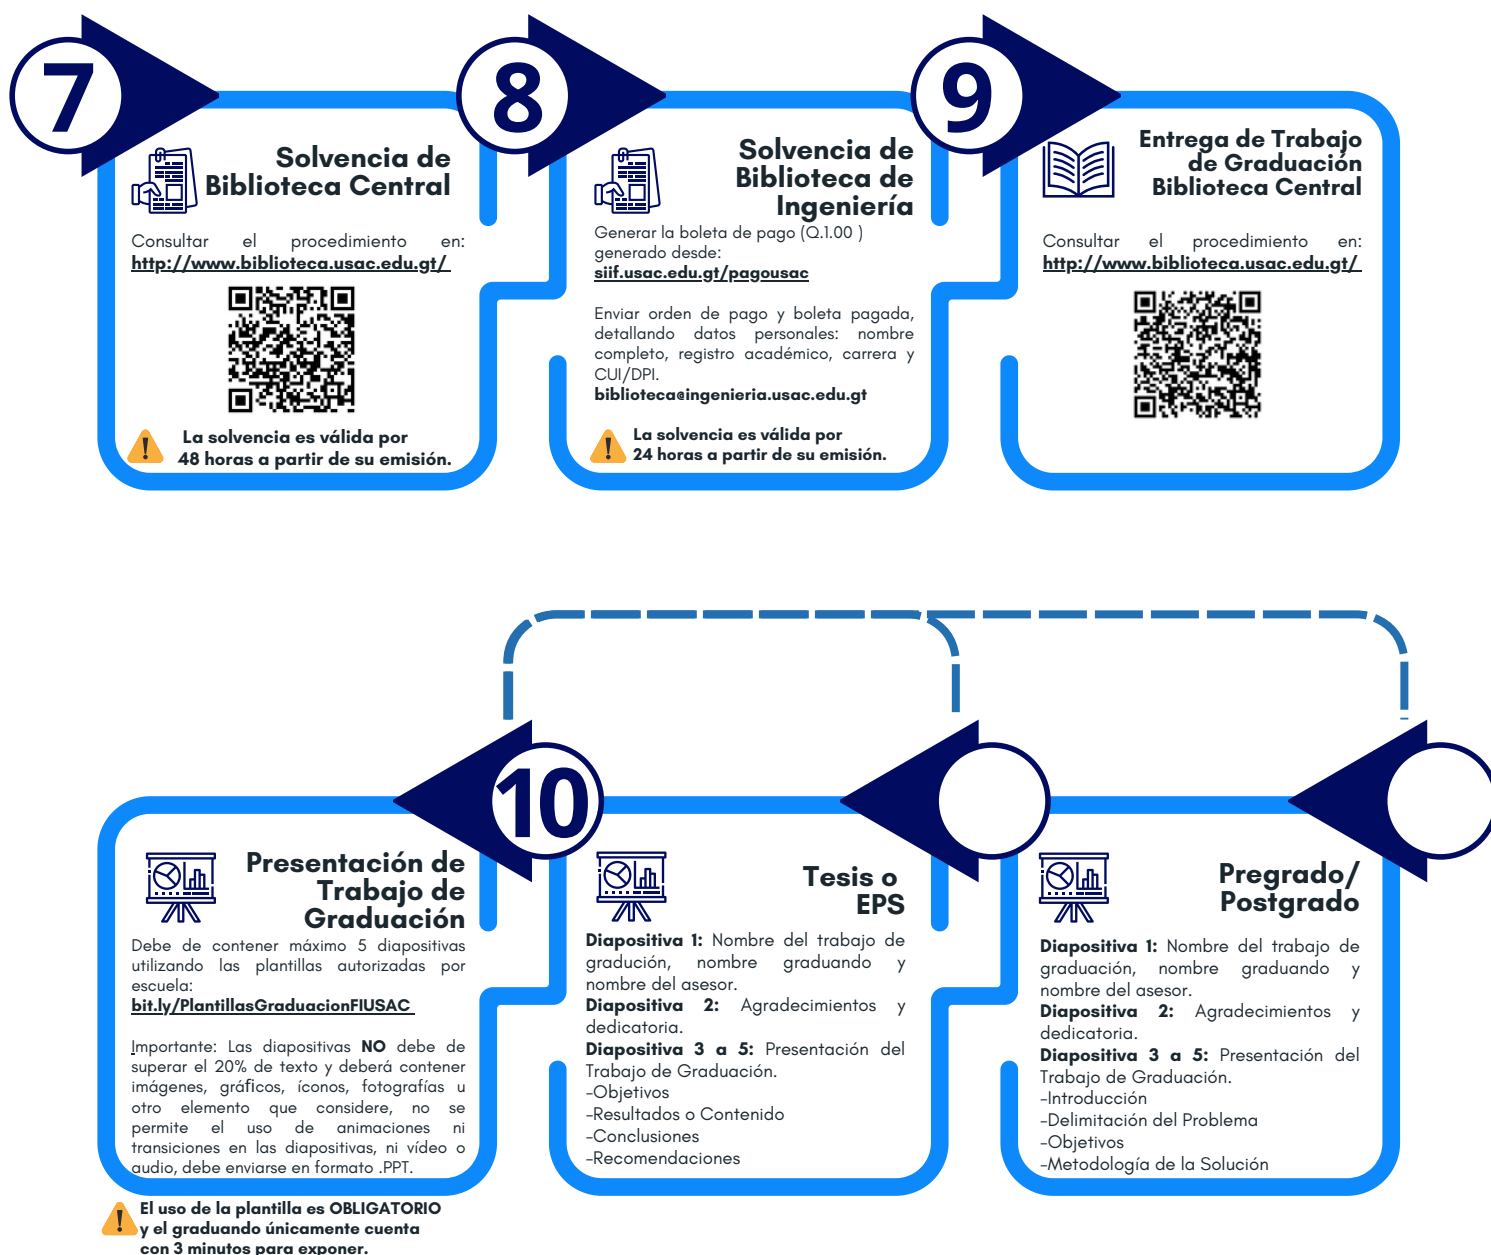 7
Solvencia de
Biblioteca Central
Consultar el procedimiento en:
http://www.biblioteca.usac.edu.gt/
La solvencia es válida por
48 horas a partir de su emisión.
8
Solvencia de
Biblioteca de
Ingeniería
Generar la boleta de pago (Q.1.00 )
generado desde:
siif.usac.edu.gt/pagousac
Enviar orden de pago y boleta pagada,
detallando datos personales: nombre
completo, registro académico, carrera y
CUI/DPI.
biblioteca@ingenieria.usac.edu.gt
La solvencia es válida por
24 horas a partir de su emisión.
9
Entrega de Trabajo
de Graduación
Biblioteca Central
Consultar el procedimiento en:
http://www.biblioteca.usac.edu.gt/
10
Presentación de
Trabajo de
Graduación
Debe de contener máximo 5 diapositivas
utilizando las plantillas autorizadas por
escuela:
bit.ly/PlantillasGraduacionFIUSAC
Importante: Las diapositivas NO debe de
superar el 20% de texto y deberá contener
imágenes, gráficos, íconos, fotografías u
otro elemento que considere, no se
permite el uso de animaciones ni
transiciones en las diapositivas, ni vídeo o
audio, debe enviarse en formato .PPT.
El uso de la plantilla es OBLIGATORIO
y el graduando únicamente cuenta
con 3 minutos para exponer.
Tesis o
EPS
Diapositiva 1: Nombre del trabajo de
gradución, nombre graduando y
nombre del asesor.
Diapositiva 2: Agradecimientos y
dedicatoria.
Diapositiva 3 a 5: Presentación del
Trabajo de Graduación.
-Objetivos
-Resultados o Contenido
-Conclusiones
-Recomendaciones
Pregrado/
Postgrado
Diapositiva 1: Nombre del trabajo de
graduación, nombre graduando y
nombre del asesor.
Diapositiva 2: Agradecimientos y
dedicatoria.
Diapositiva 3 a 5: Presentación del
Trabajo de Graduación.
-Introducción
-Delimitación del Problema
-Objetivos
-Metodología de la Solución